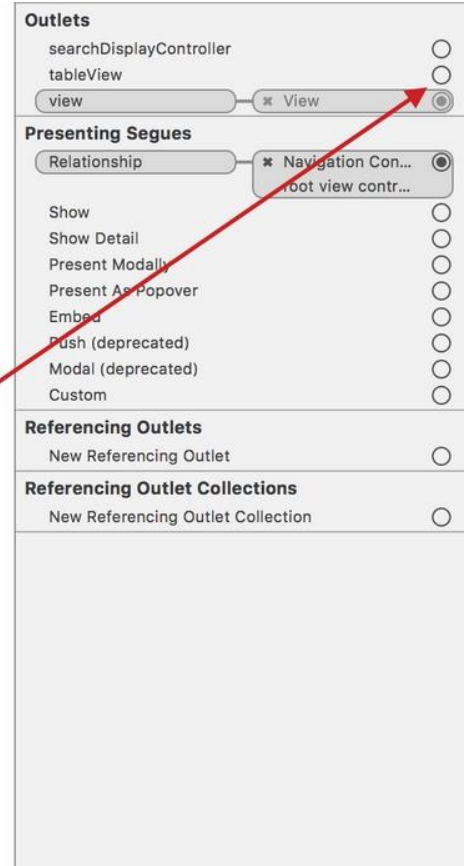 Outlets
searchDisplayController
tableView
view × View
Presenting Segues
Relationship × Navigation Con...
root view contr...
Show
Show Detail
Present Modally
Present As Popover
Embed
Push (deprecated)
Modal (deprecated)
Custom
Referencing Outlets
New Referencing Outlet
Referencing Outlet Collections
New Referencing Outlet Collection